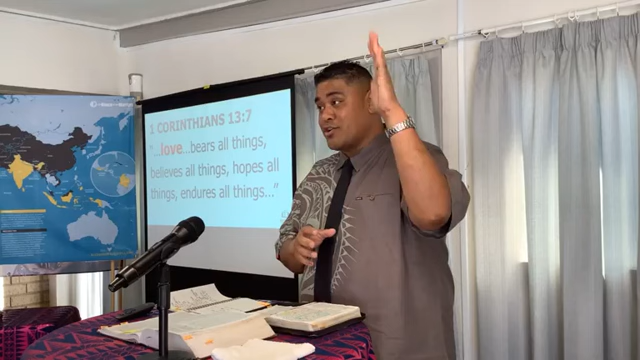 1 CORINTHIANS 13:7
"...love...bears all things,
believes all things, hopes all
things, endures all things..."